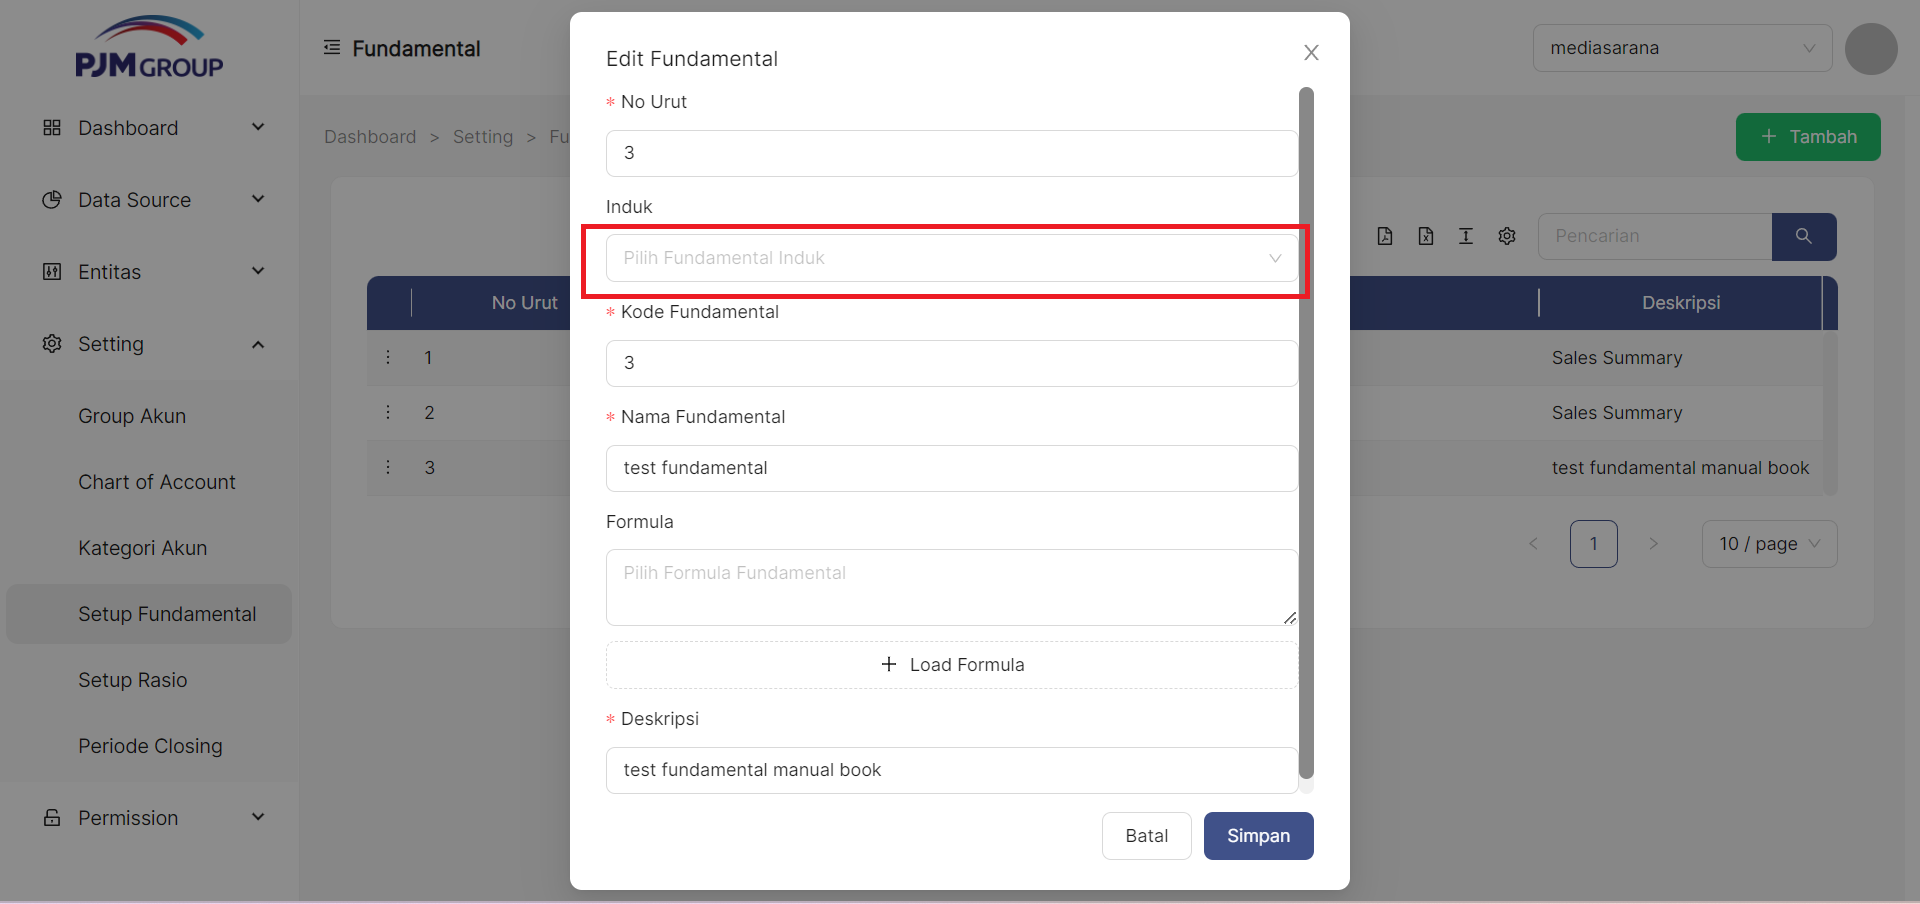 PJM GROUP
Dashboard
Data Source
Entitas
Setting
Group Akun
Chart of Account
Kategori Akun
Setup Fundamental
Setup Rasio
Periode Closing
Permission
Fundamental
mediasarana
Dashboard > Setting > Fu
+ Tambah
Pencarian
No Urut
Deskripsi
1
Sales Summary
2
Sales Summary
3
test fundamental manual book
< 1 >
10 / page
Edit Fundamental
* No Urut
3
Induk
Pilih Fundamental Induk
* Kode Fundamental
3
* Nama Fundamental
test fundamental
Formula
Pilih Formula Fundamental
+ Load Formula
* Deskripsi
test fundamental manual book
Batal
Simpan